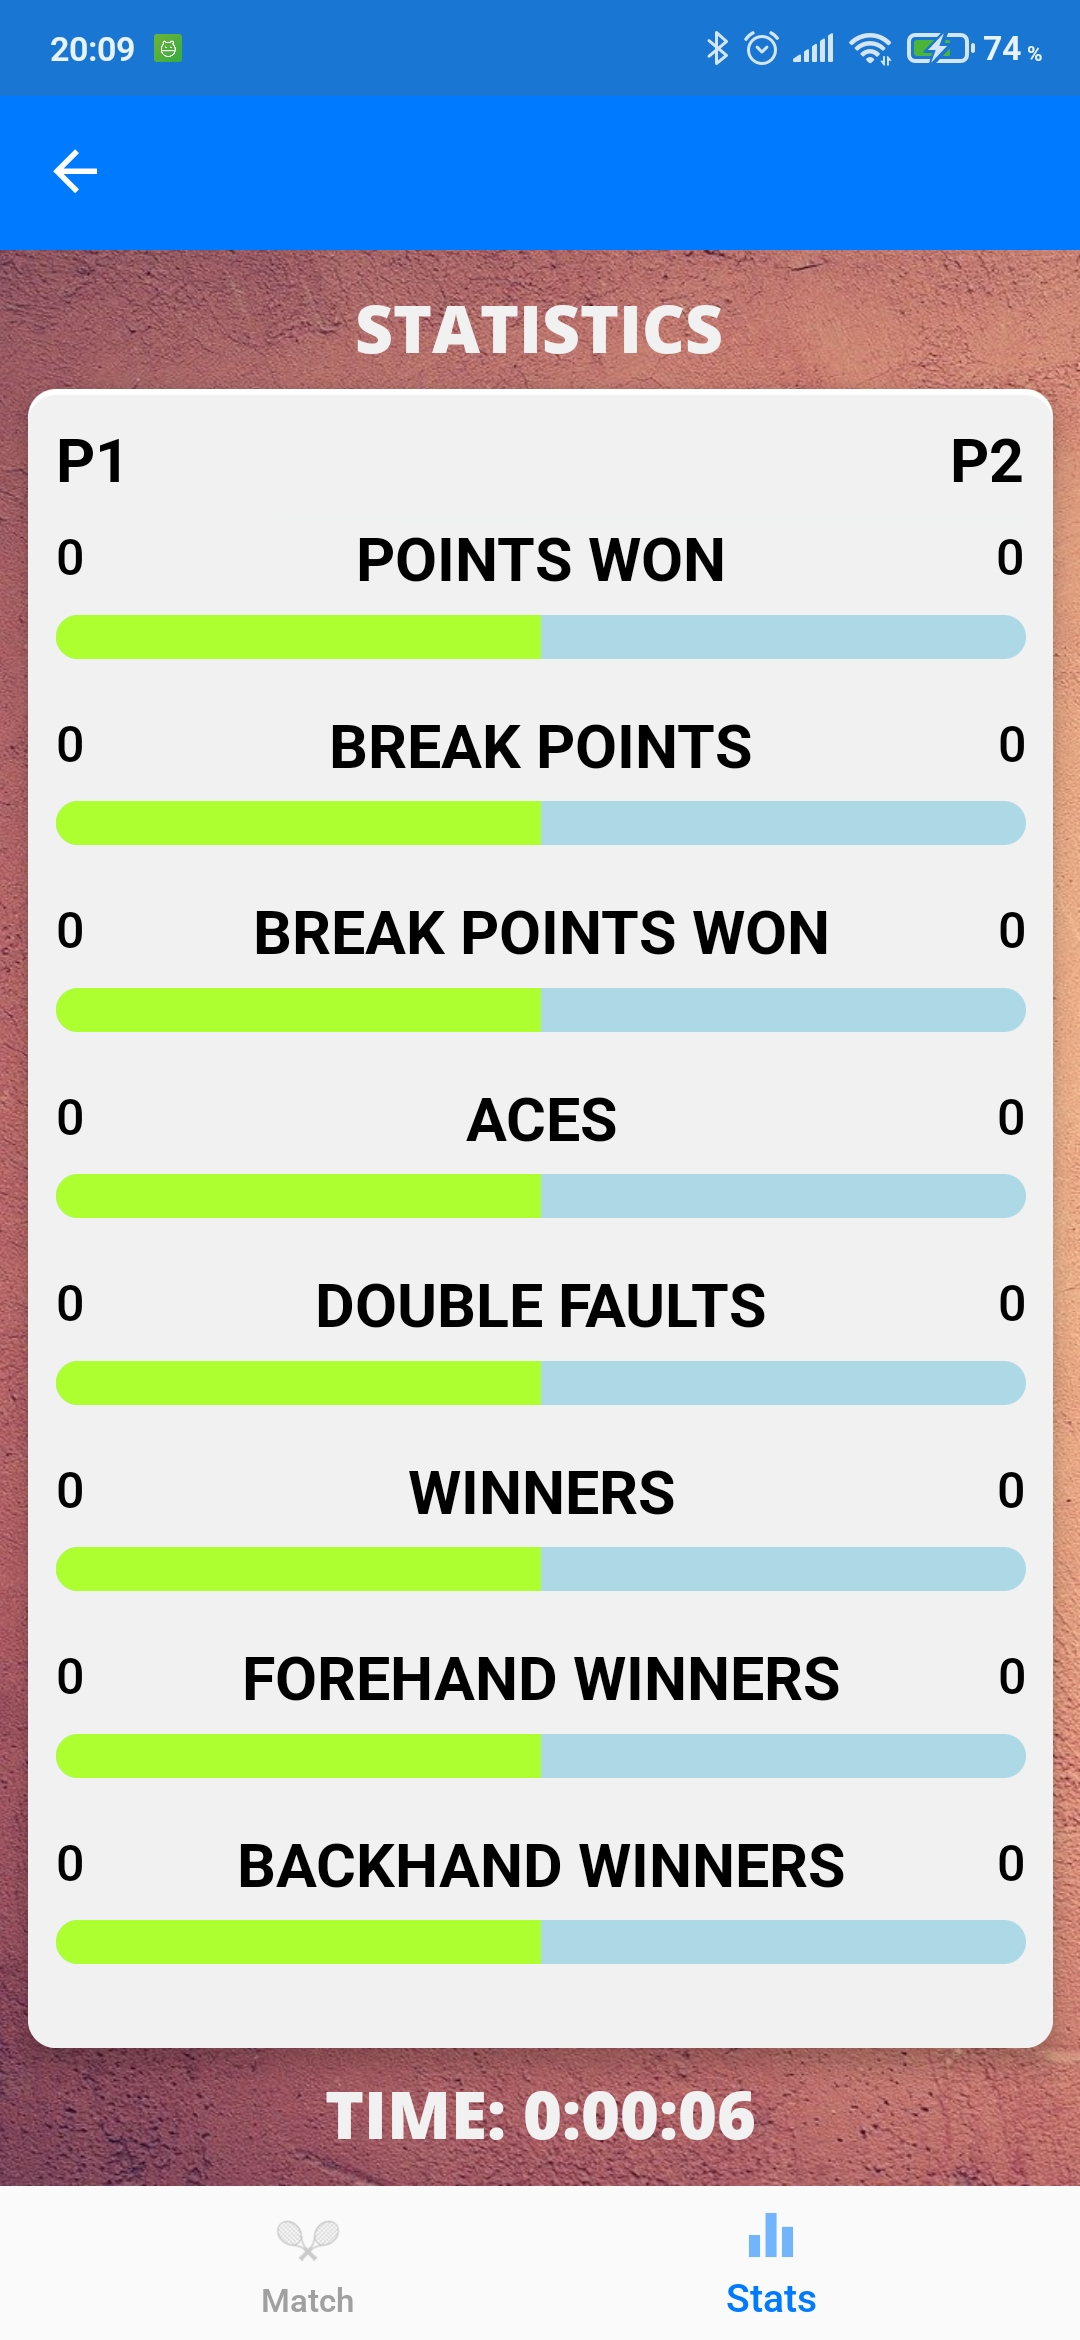 20:09 74 %
STATISTICS
P1 P2
0 POINTS WON 0
0 BREAK POINTS 0
0 BREAK POINTS WON 0
0 ACES 0
0 DOUBLE FAULTS 0
0 WINNERS 0
0 FOREHAND WINNERS 0
0 BACKHAND WINNERS 0
TIME: 0:00:06
Match Stats